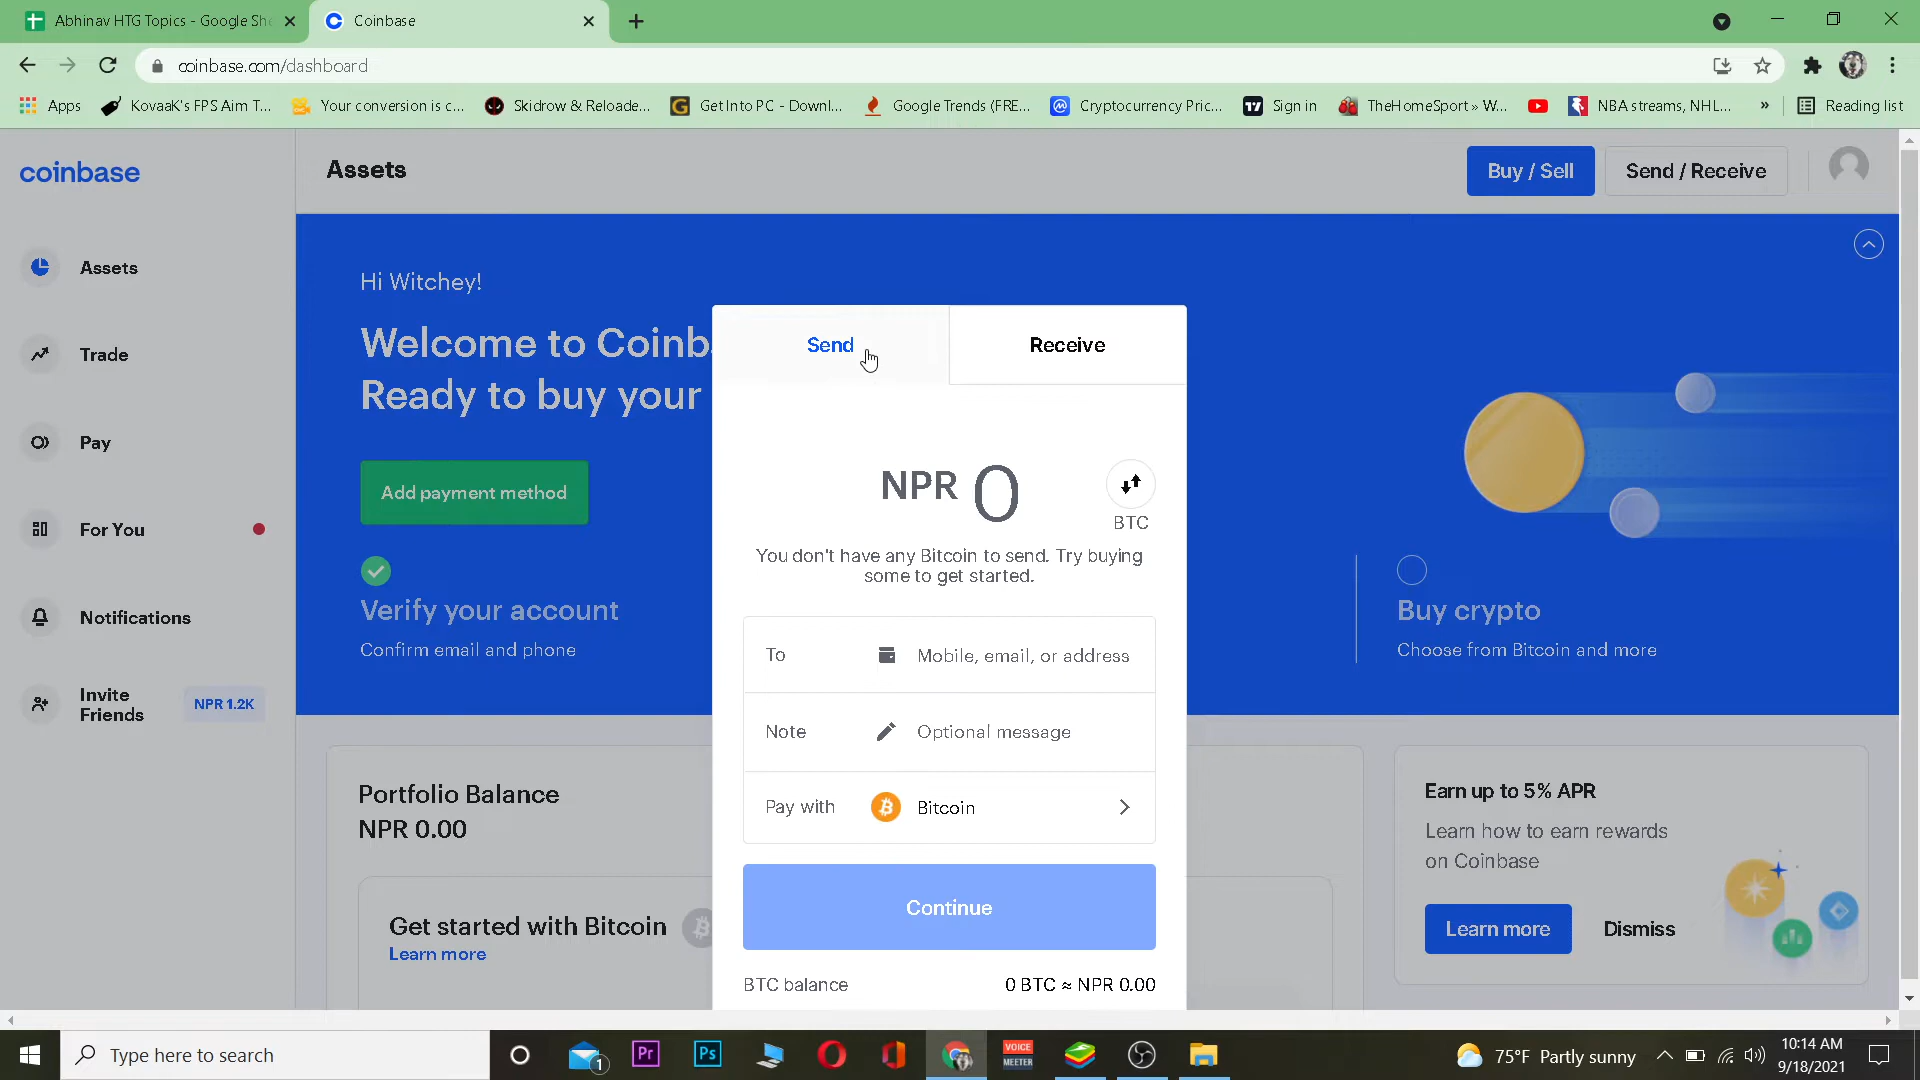 Abhinav HTG Topics - Google She
Coinbase
coinbase.com/dashboard
Apps
KovaaK's FPS Aim T...
Your conversion is c...
Skidrow & Reloade...
Get Into PC - Downl...
Google Trends (FRE...
Cryptocurrency Pric...
Sign in
TheHomeSport » W...
NBA streams, NHL...
»
Reading list
coinbase
Assets
Buy / Sell
Send / Receive
Assets
Trade
Pay
For You
Notifications
Invite
Friends
NPR 1.2K
Hi Witchey!
Welcome to Coinb
Ready to buy your
Add payment method
Verify your account
Confirm email and phone
Buy crypto
Choose from Bitcoin and more
Send
Receive
NPR 0
BTC
You don't have any Bitcoin to send. Try buying
some to get started.
To
Mobile, email, or address
Note
Optional message
Pay with
Bitcoin
Continue
BTC balance
0 BTC ≈ NPR 0.00
Portfolio Balance
NPR 0.00
Get started with Bitcoin
Learn more
Earn up to 5% APR
Learn how to earn rewards
on Coinbase
Learn more
Dismiss
Type here to search
1
Pr
Ps
VOICE
MEETER
75°F Partly sunny
10:14 AM
9/18/2021